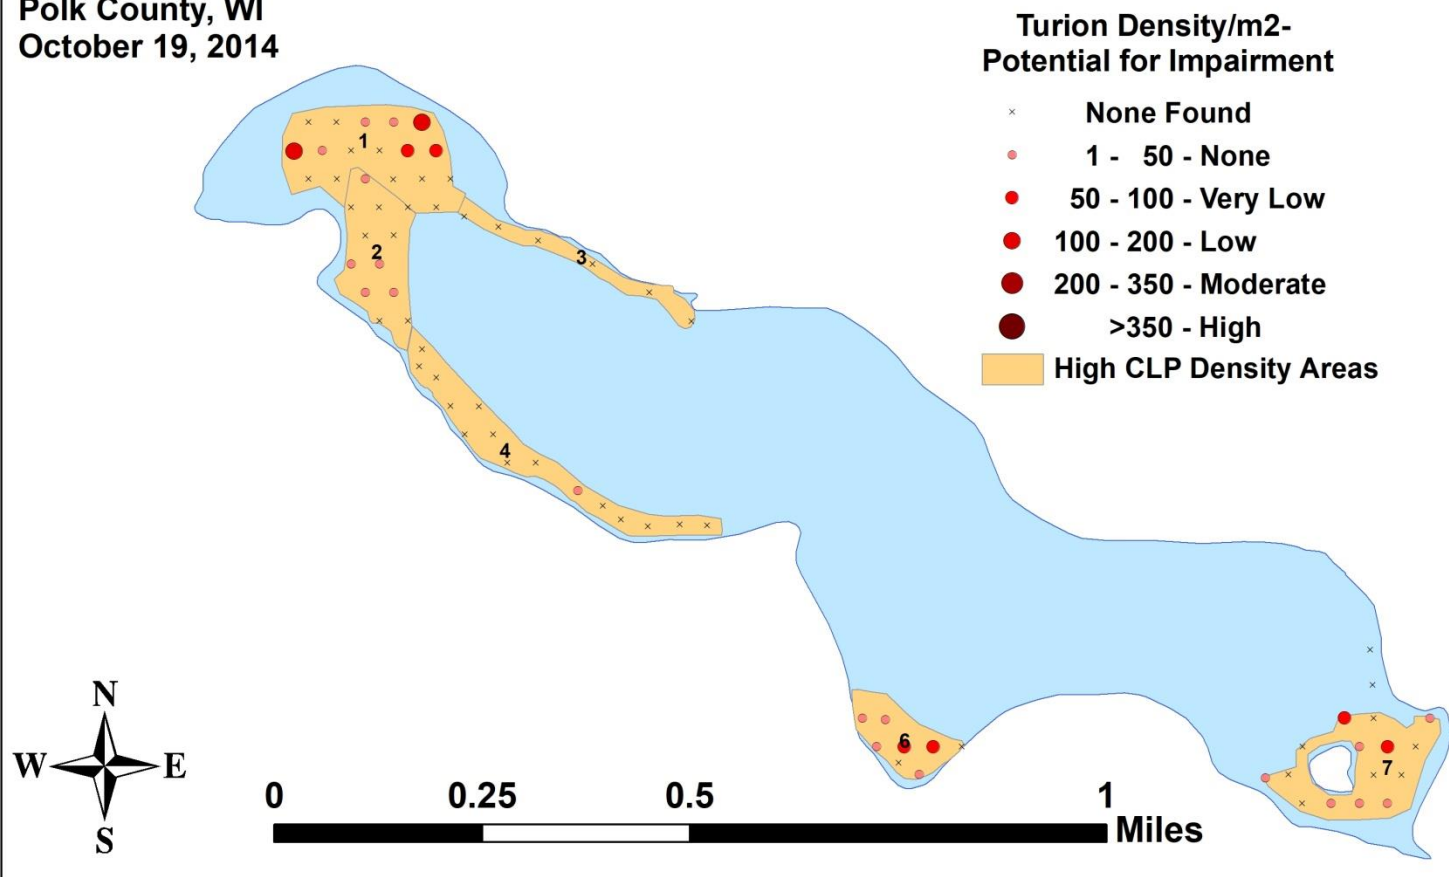 Polk County, WI
October 19, 2014
Turion Density/m2-
Potential for Impairment
None Found
1 - 50 - None
50 - 100 - Very Low
100 - 200 - Low
200 - 350 - Moderate
>350 - High
High CLP Density Areas
1
2
3
4
6
7
N
W E
S
0 0.25 0.5 1
Miles